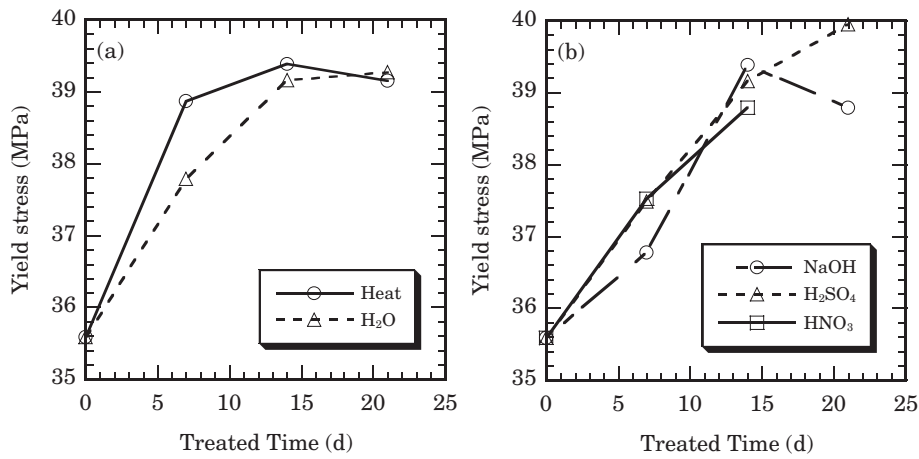 (a)
40
39
38
37
36
35
Yield stress (MPa)
0 5 10 15 20 25
Treated Time (d)
Heat
H₂O
(b)
40
39
38
37
36
35
Yield stress (MPa)
0 5 10 15 20 25
Treated Time (d)
NaOH
H₂SO₄
HNO₃